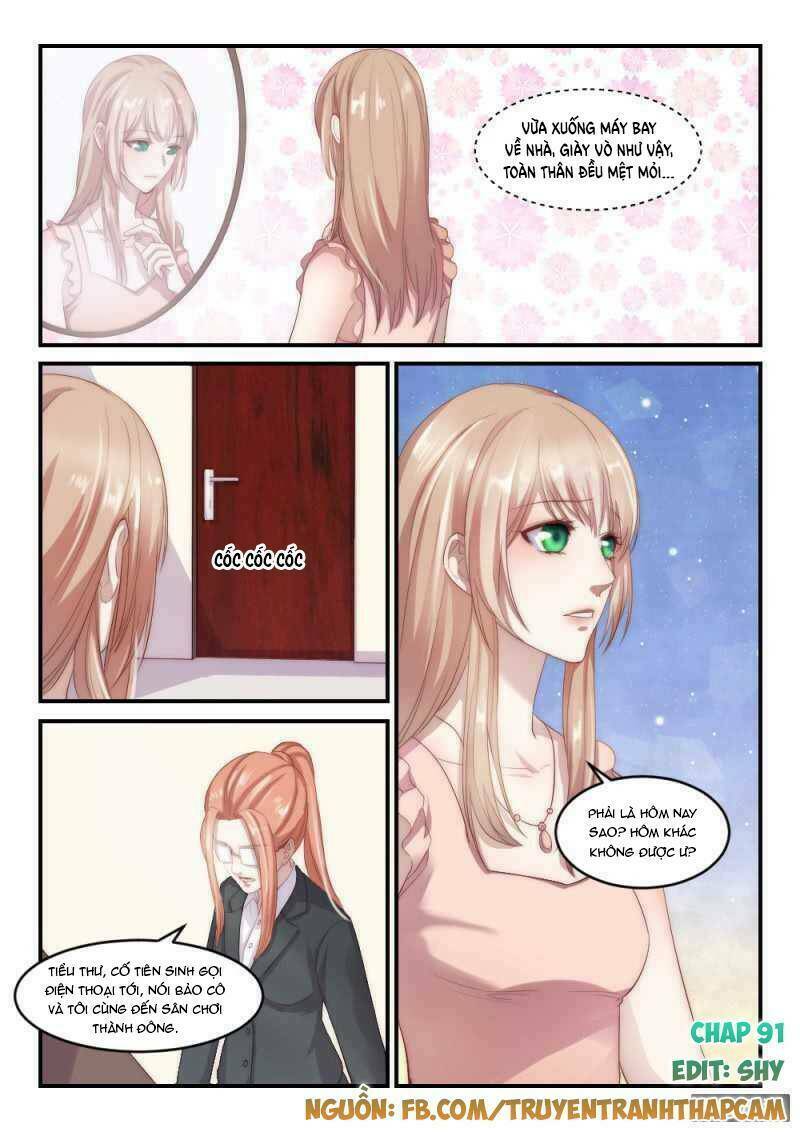 VỪA XUỐNG MÁY BAY
VỀ NHÀ, GIÀY VÒ NHƯ VẬY,
TOÀN THÂN ĐỀU MỆT MỎI...
CỐC CỐC CỐC
TIỂU THƯ, CỐ TIÊN SINH GỌI
ĐIỆN THOẠI TỚI, NÓI BẢO CÔ
VÀ TÔI CÙNG ĐẾN SÂN CHƠI
THÀNH ĐÔNG.
PHẢI LÀ HÔM NAY
SAO? HÔM KHÁC
KHÔNG ĐƯỢC Ư?
CHAP 91
EDIT: SHY
NGUỒN: FB.COM/TRUYENTRANHTHAPCAM